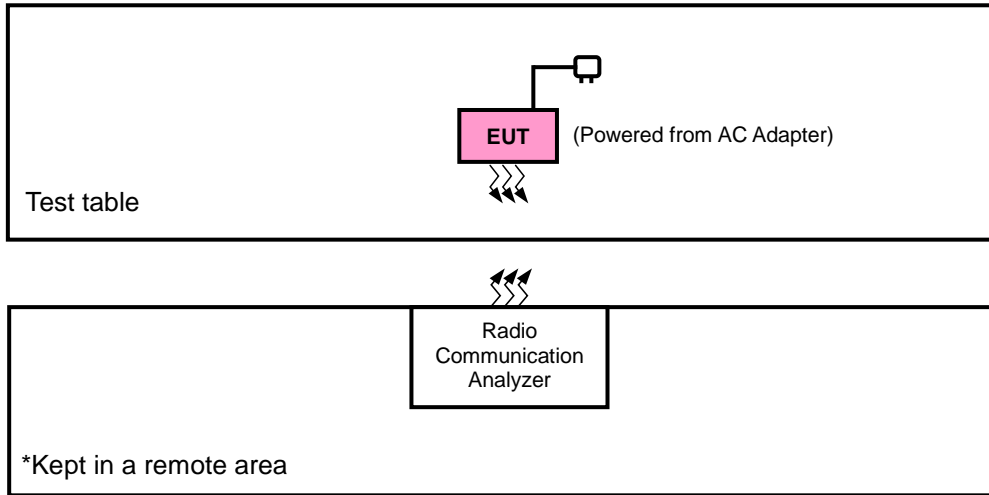 EUT
(Powered from AC Adapter)
Test table
Radio
Communication
Analyzer
*Kept in a remote area